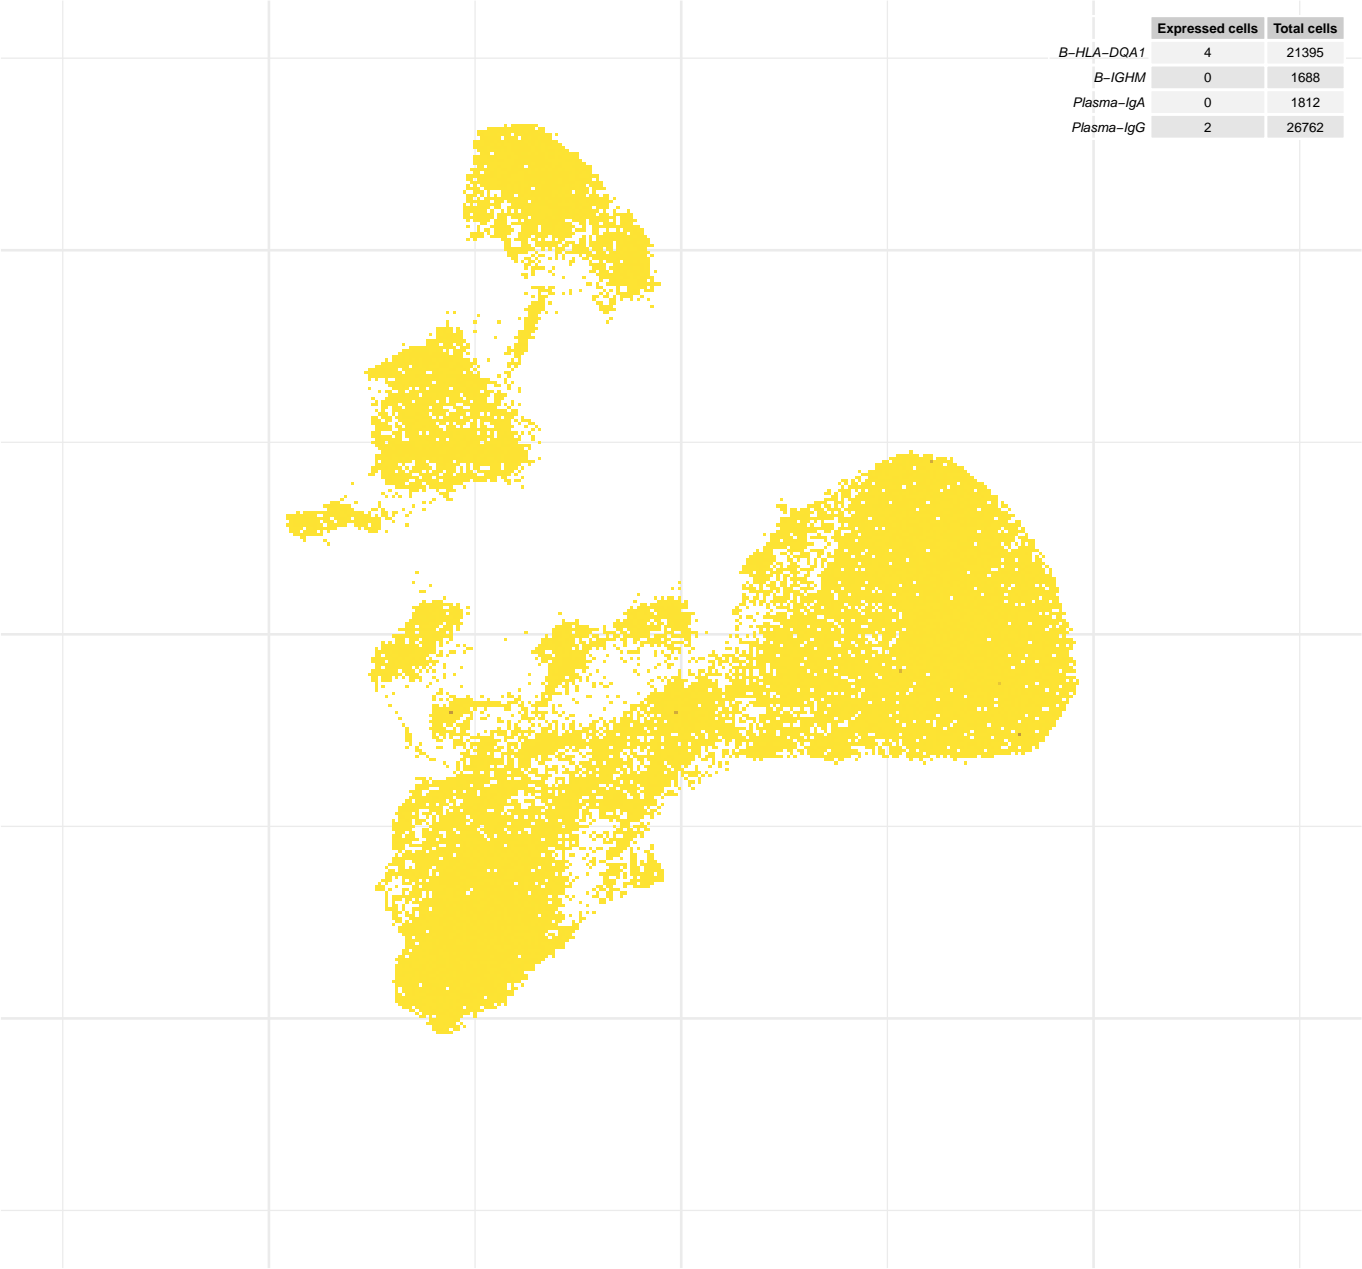 Expressed cells Total cells
B−HLA−DQA1 4 21395
B−IGHM 0 1688
Plasma−IgA 0 1812
Plasma−IgG 2 26762